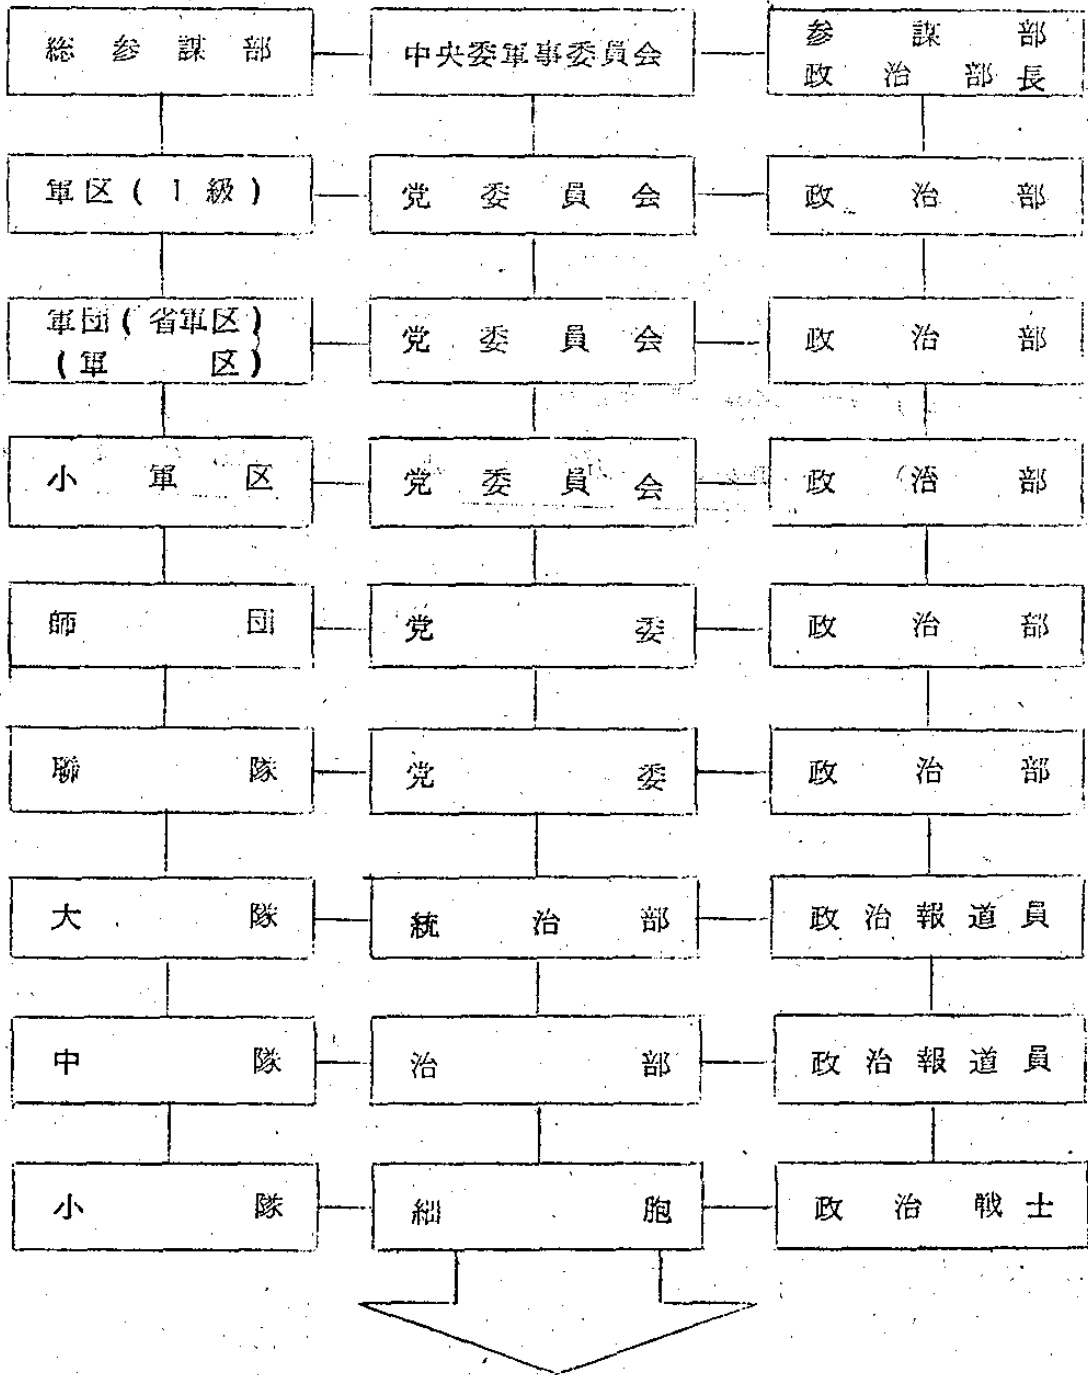 総参謀部
中央委軍事委員会
参謀部
政治部長
軍区(1級)
党委員会
政治部
軍団(省軍区)
(軍区)
党委員会
政治部
小軍区
党委員会
政治部
師団
党委
政治部
聯隊
党委
政治部
大隊
統治部
政治報道員
中隊
治部
政治報道員
小隊
細胞
政治戦士